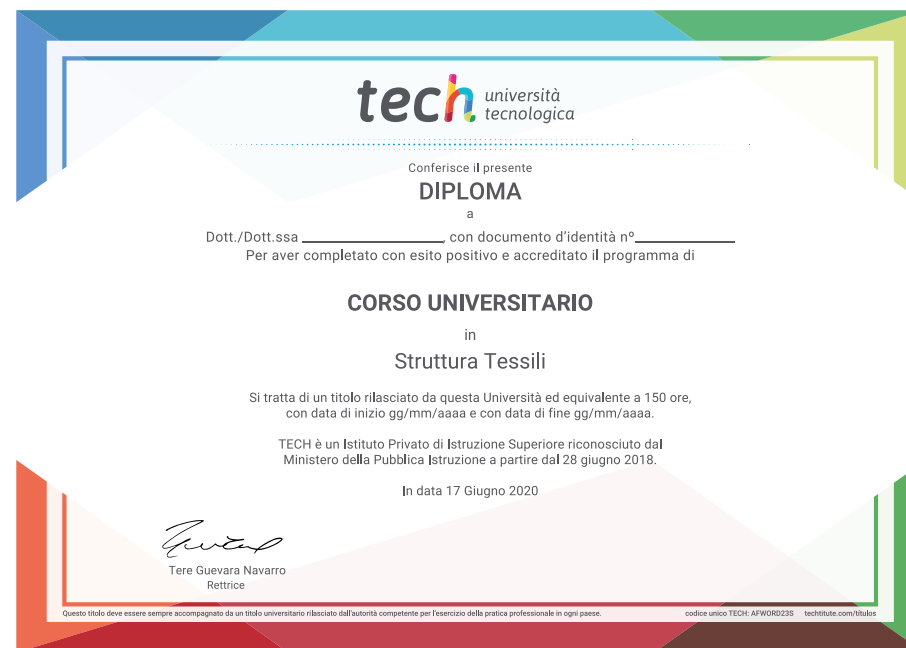 tech università
tecnologica
Conferisce il presente
DIPLOMA
a
Dott./Dott.ssa ____________________, con documento d'identità nº______________
Per aver completato con esito positivo e accreditato il programma di
CORSO UNIVERSITARIO
in
Struttura Tessili
Si tratta di un titolo rilasciato da questa Università ed equivalente a 150 ore,
con data di inizio gg/mm/aaaa e con data di fine gg/mm/aaaa.
TECH è un Istituto Privato di Istruzione Superiore riconosciuto dal
Ministero della Pubblica Istruzione a partire dal 28 giugno 2018.
In data 17 Giugno 2020
Tere Guevara Navarro
Rettrice
Questo titolo deve essere sempre accompagnato da un titolo universitario rilasciato dall'autorità competente per l'esercizio della pratica professionale in ogni paese. codice unico TECH: AFWORD23S techtitute.com/títulos